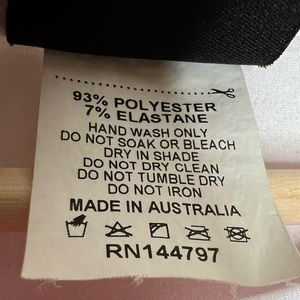 93% POLYESTER
7% ELASTANE
HAND WASH ONLY
DO NOT SOAK OR BLEACH
DRY IN SHADE
DO NOT DRY CLEAN
DO NOT TUMBLE DRY
DO NOT IRON
MADE IN AUSTRALIA
RN144797